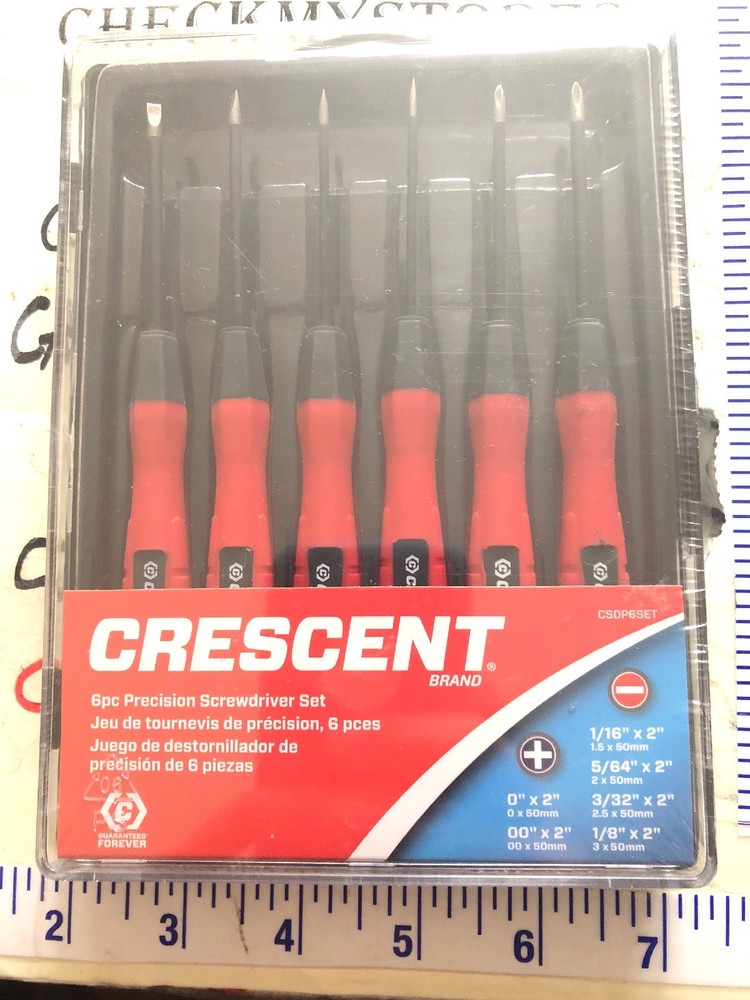 CHECKMYSTORES
CRESCENT®
BRAND
CSDP6SET
6pc Precision Screwdriver Set
Jeu de tournevis de précision, 6 pces
Juego de destornillador de
precisión de 6 piezas
GUARANTEED
FOREVER
0" x 2"
0 x 50mm
00" x 2"
00 x 50mm
1/16" x 2"
1.5 x 50mm
5/64" x 2"
2 x 50mm
3/32" x 2"
2.5 x 50mm
1/8" x 2"
3 x 50mm
2 3 4 5 6 7